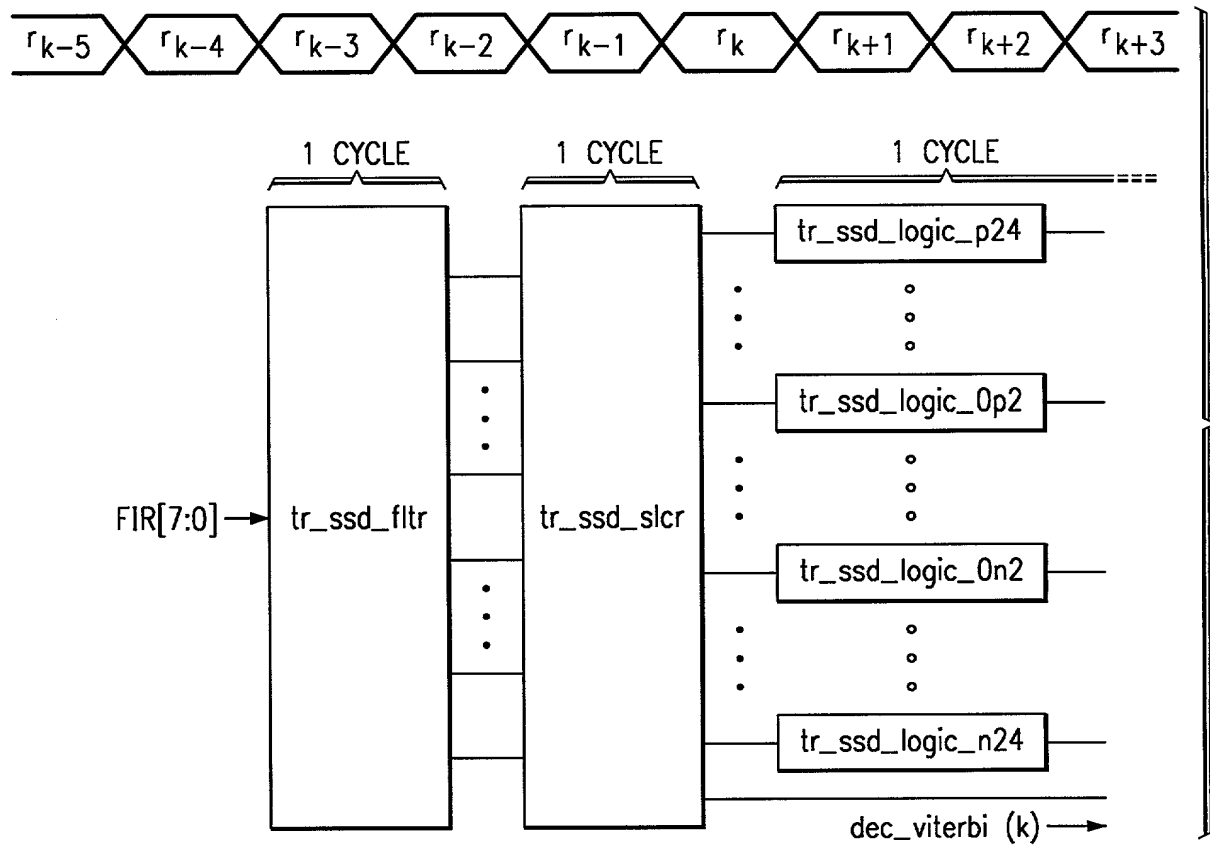 r k−5 r k−4 r k−3 r k−2 r k−1 r k r k+1 r k+2 r k+3
1 CYCLE 1 CYCLE 1 CYCLE
tr_ssd_logic_p24
tr_ssd_logic_0p2
FIR[7:0] tr_ssd_fltr tr_ssd_slcr
tr_ssd_logic_0n2
tr_ssd_logic_n24
dec_viterbi (k)